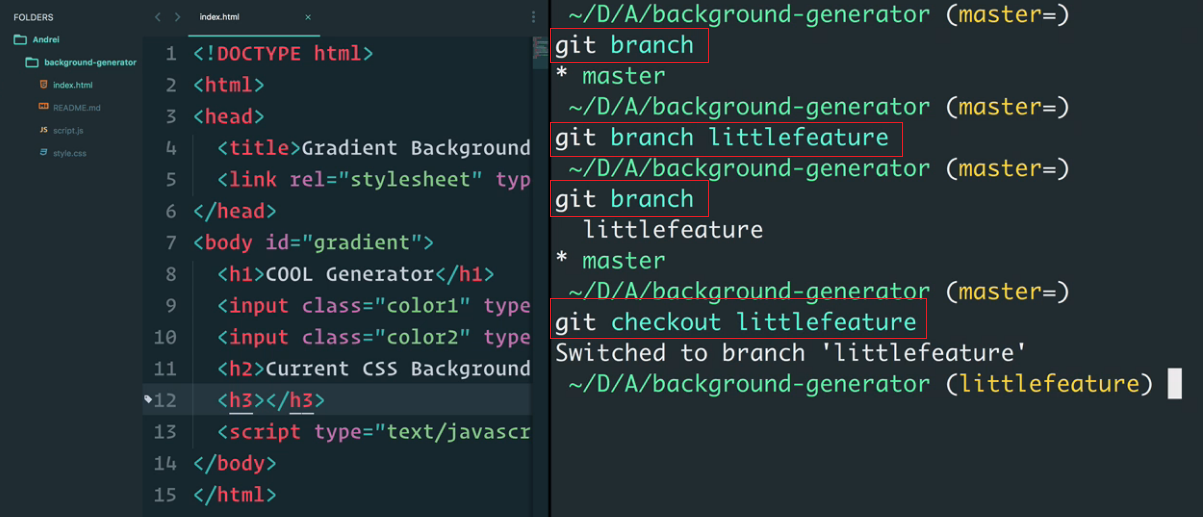 FOLDERS
Andrei
background-generator
index.html
README.md
script.js
style.css
index.html ×
1 <!DOCTYPE html>
2 <html>
3 <head>
4 <title>Gradient Background
5 <link rel="stylesheet" typ
6 </head>
7 <body id="gradient">
8 <h1>COOL Generator</h1>
9 <input class="color1" type
10 <input class="color2" type
11 <h2>Current CSS Background
12 <h3></h3>
13 <script type="text/javascr
14 </body>
15 </html>
~/D/A/background-generator (master=)
git branch
* master
~/D/A/background-generator (master=)
git branch littlefeature
~/D/A/background-generator (master=)
git branch
littlefeature
* master
~/D/A/background-generator (master=)
git checkout littlefeature
Switched to branch 'littlefeature'
~/D/A/background-generator (littlefeature)